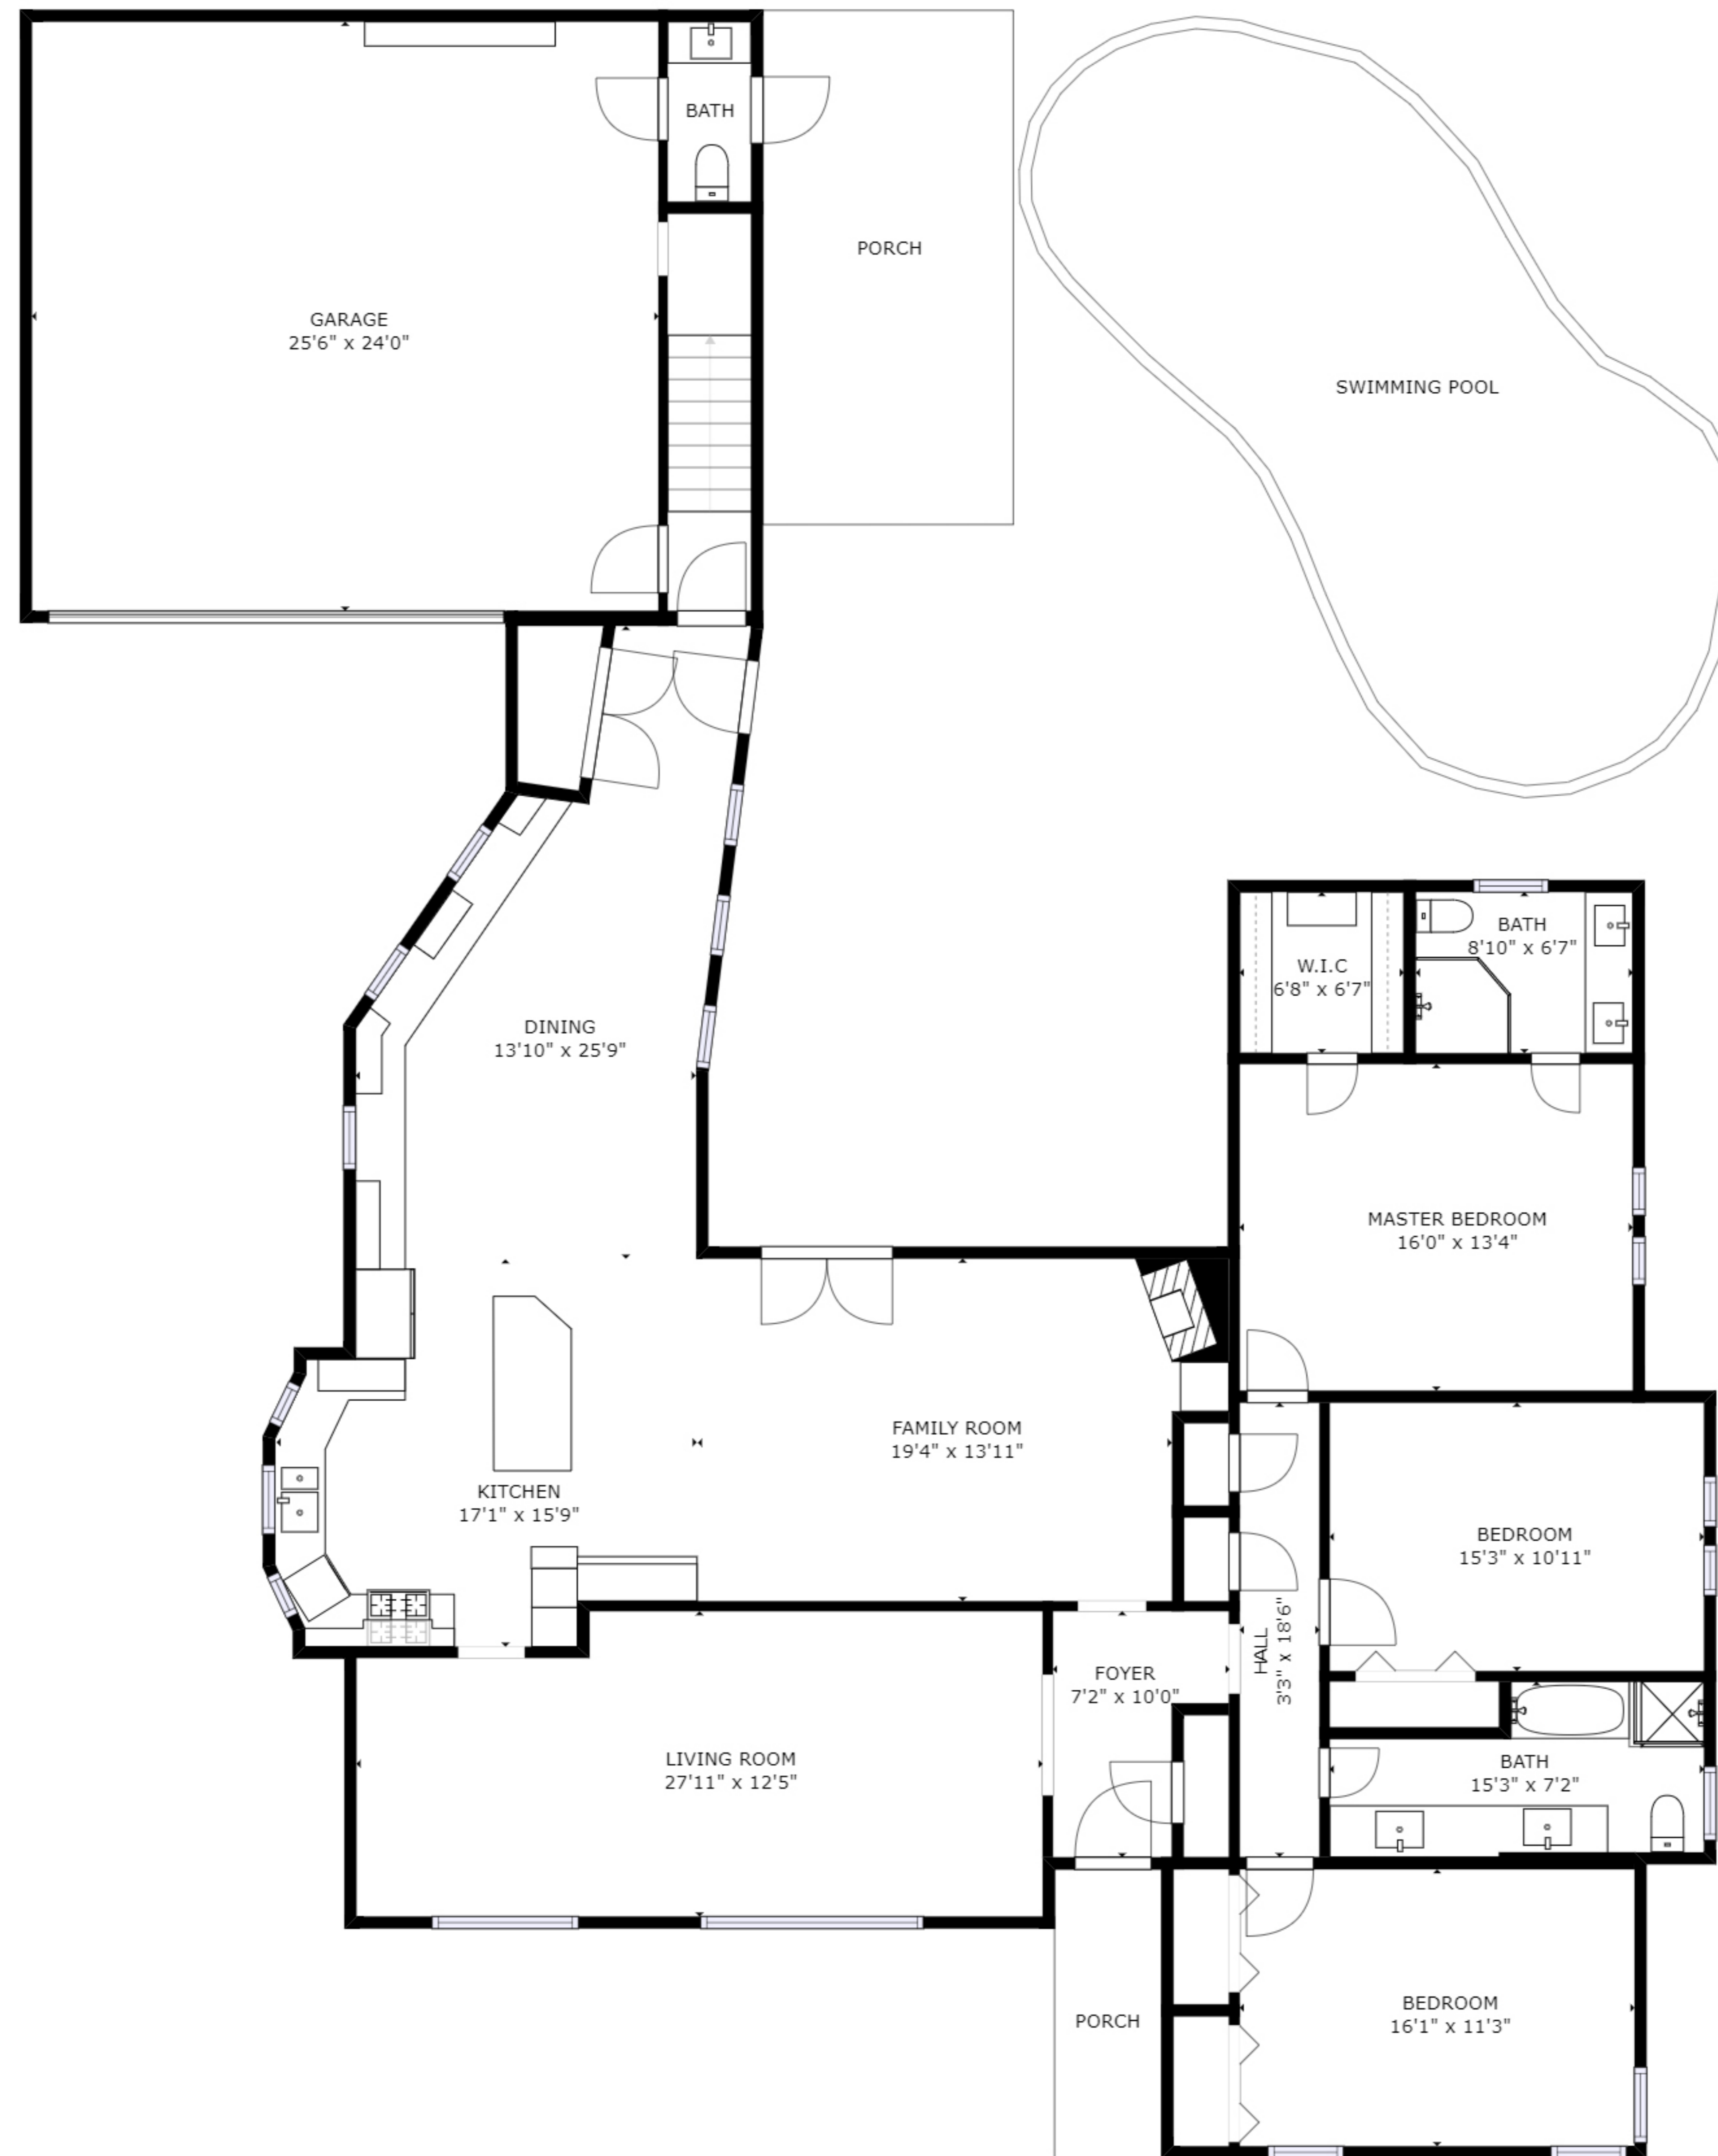 BATH
PORCH
GARAGE
25'6" x 24'0"
SWIMMING POOL
BATH
8'10" x 6'7"
W.I.C
6'8" x 6'7"
DINING
13'10" x 25'9"
MASTER BEDROOM
16'0" x 13'4"
FAMILY ROOM
19'4" x 13'11"
KITCHEN
17'1" x 15'9"
BEDROOM
15'3" x 10'11"
HALL
3'3" x 18'6"
FOYER
7'2" x 10'0"
LIVING ROOM
27'11" x 12'5"
BATH
15'3" x 7'2"
BEDROOM
16'1" x 11'3"
PORCH